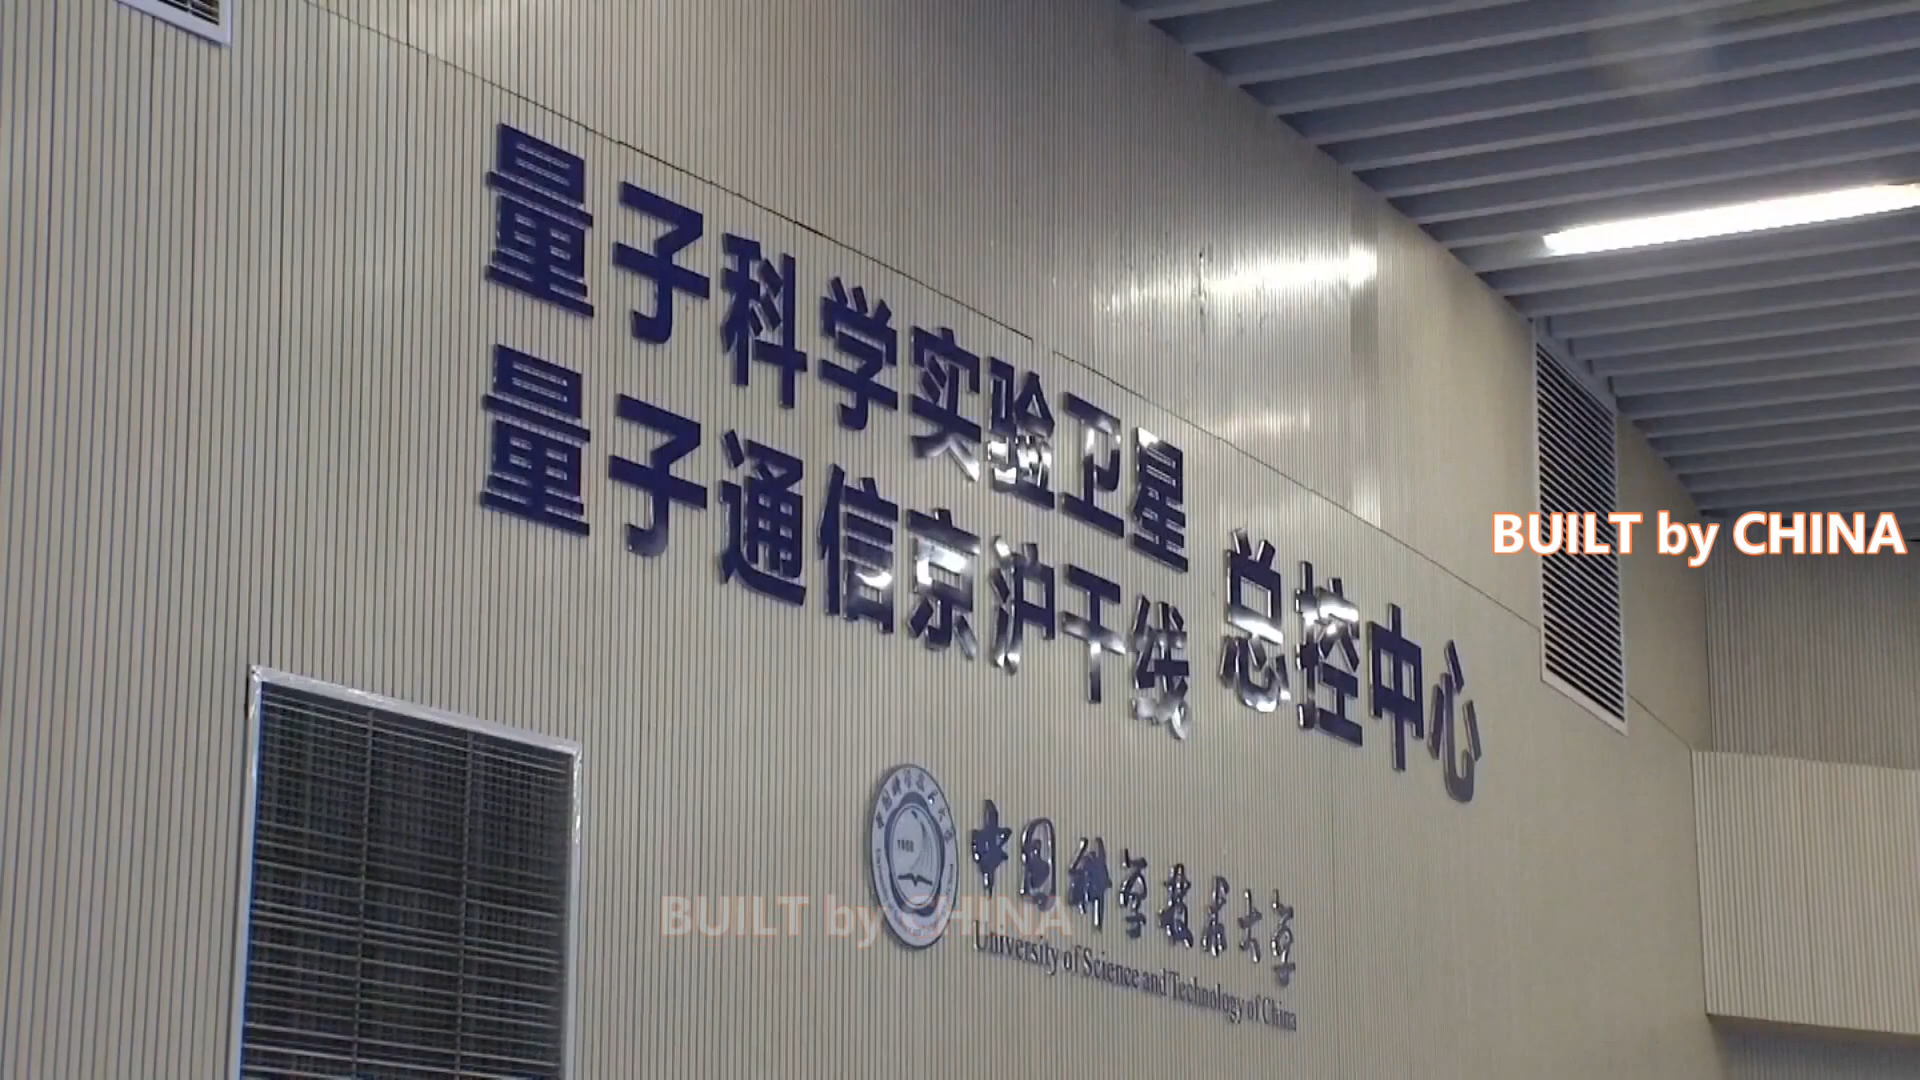 量子科学实验卫星
量子通信京沪干线
总控中心
BUILT by CHINA
1958
中国科学技术大学
BUILT by CHINA
University of Science and Technology of China